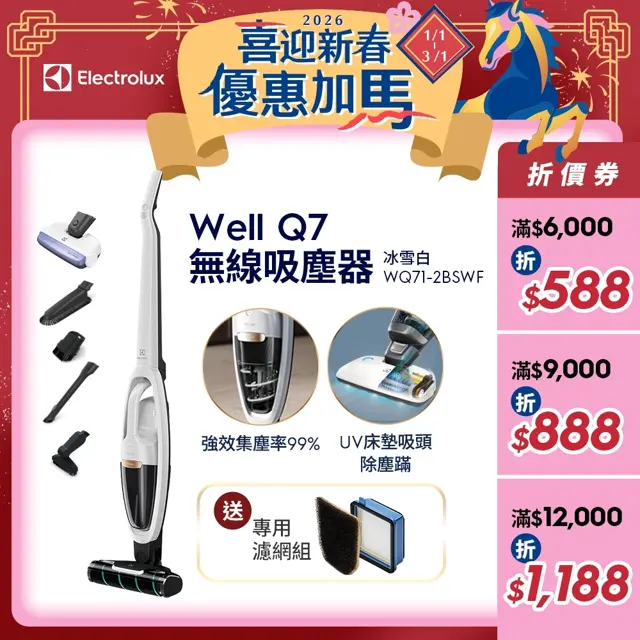 Electrolux
2026
喜迎新春
優惠加馬
1/1
-
3/1
Well Q7
無線吸塵器
冰雪白
WQ71-2BSWF
強效集塵率99%
UV床墊吸頭
除塵蹣
送
專用
濾網組
折價券
滿$6,000
折
$588
滿$9,000
折
$888
滿$12,000
折
$1,188